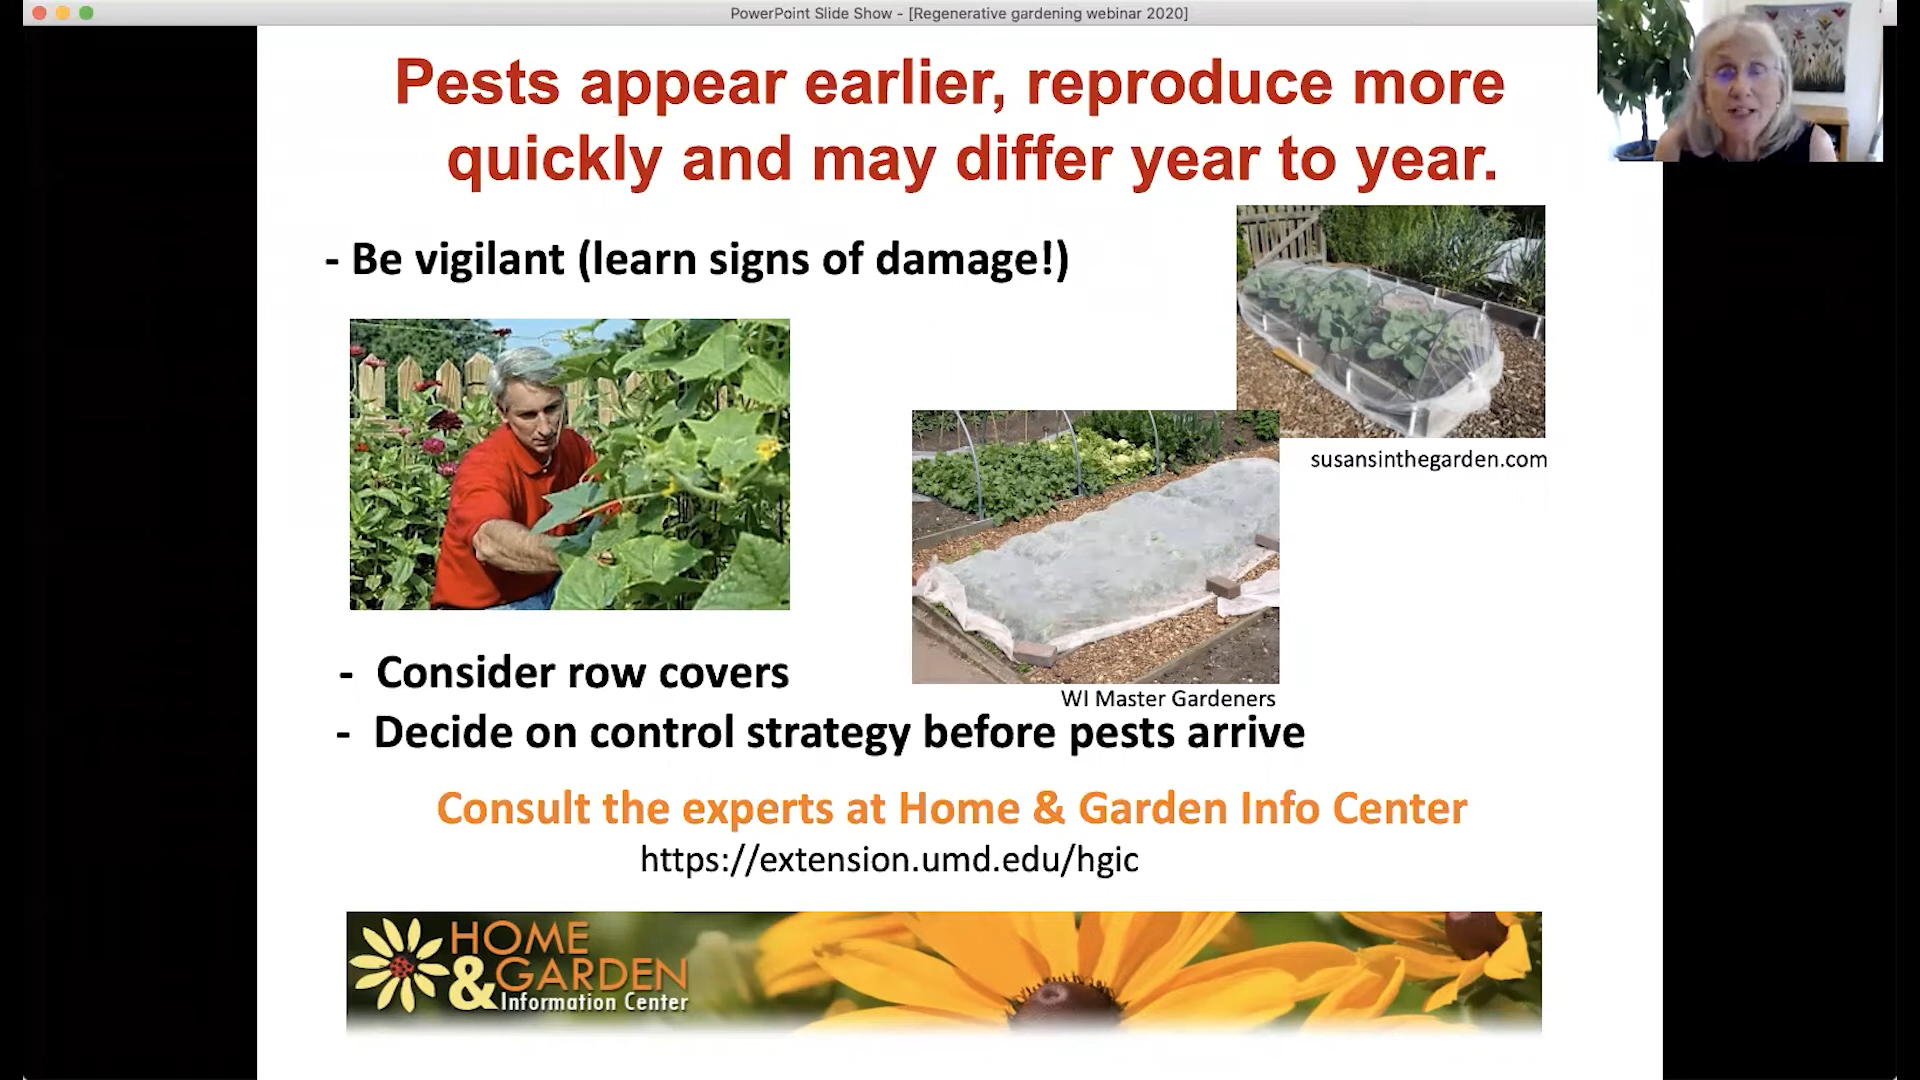 PowerPoint Slide Show - [Regenerative gardening webinar 2020]
Pests appear earlier, reproduce more
quickly and may differ year to year.
- Be vigilant (learn signs of damage!)
susansinthegarden.com
WI Master Gardeners
- Consider row covers
- Decide on control strategy before pests arrive
Consult the experts at Home & Garden Info Center
https://extension.umd.edu/hgic
HOME
& GARDEN
Information Center